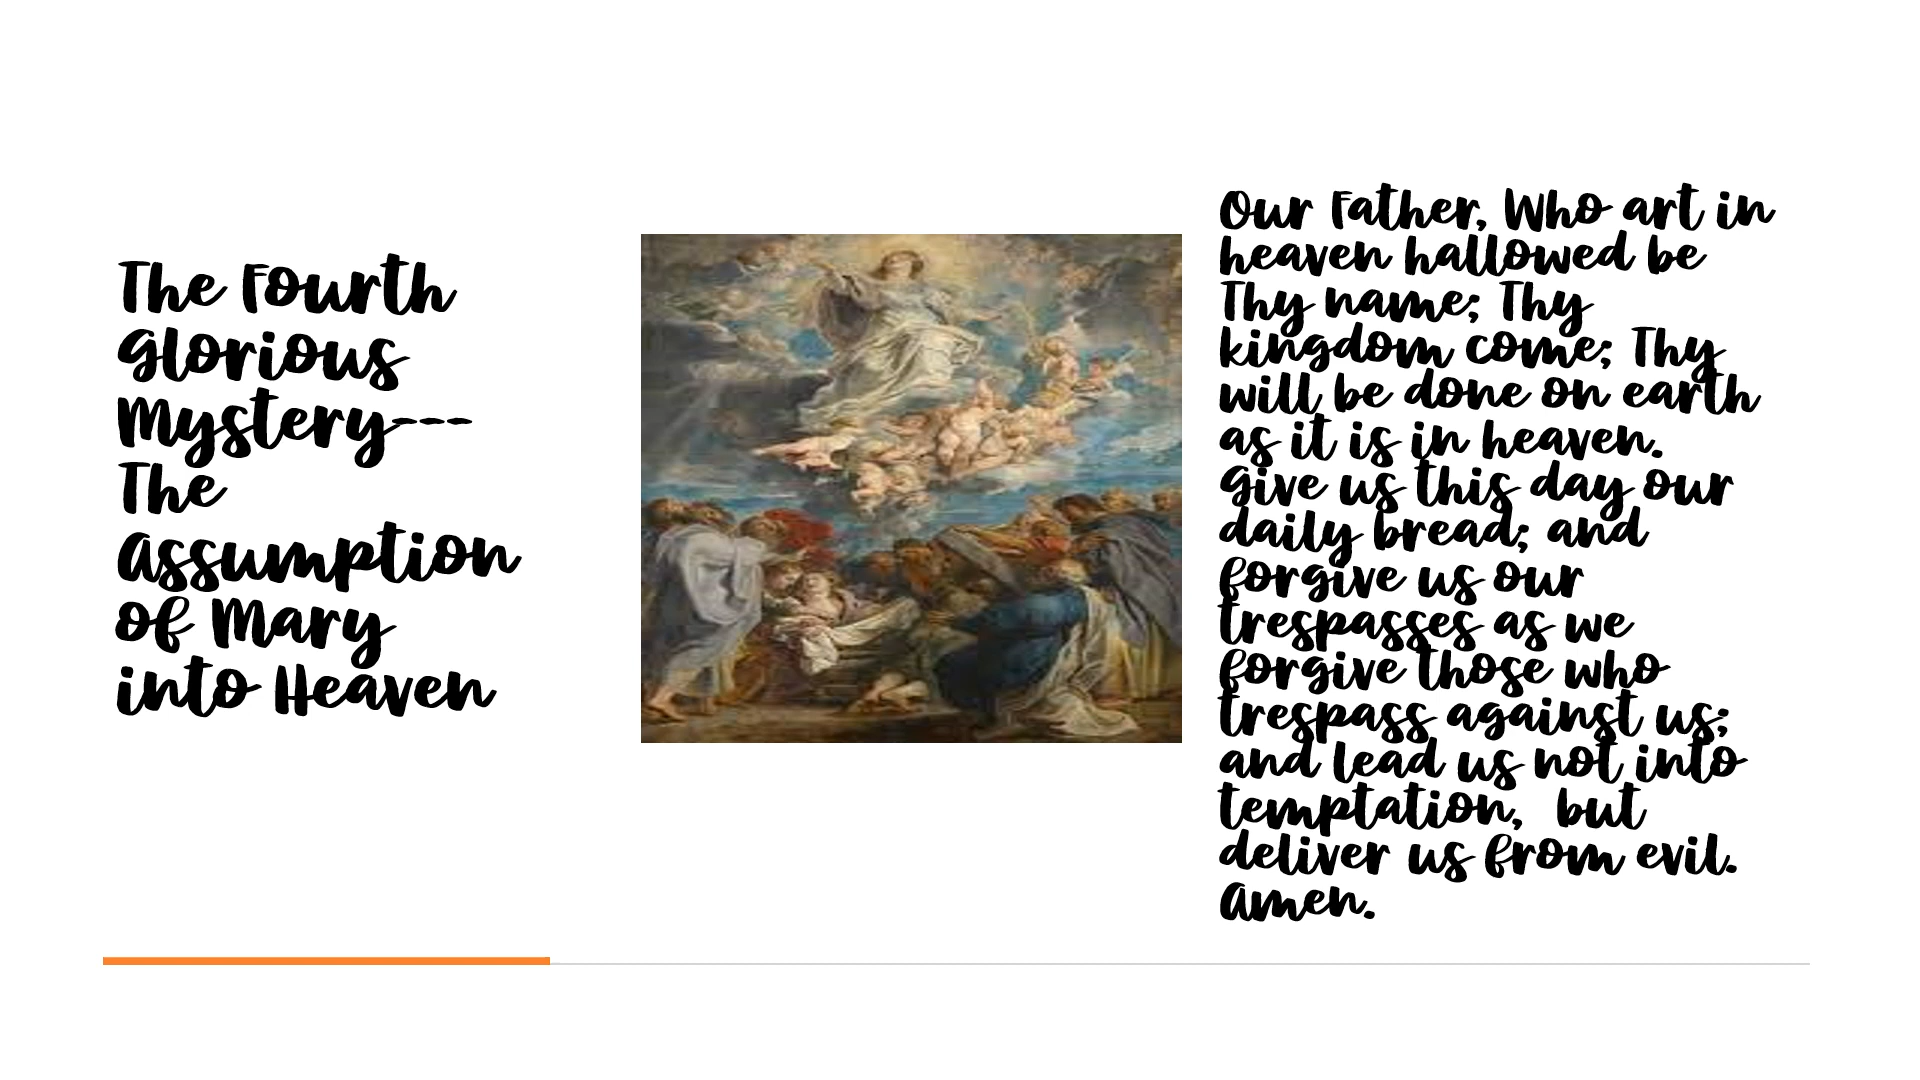 The Fourth
Glorious
Mystery---
The
Assumption
of Mary
into Heaven
Our Father, Who art in
heaven hallowed be
Thy name; Thy
kingdom come; Thy
will be done on earth
as it is in heaven.
Give us this day our
daily bread; and
forgive us our
trespasses as we
forgive those who
trespass against us;
and lead us not into
temptation,  but
deliver us from evil.
Amen.